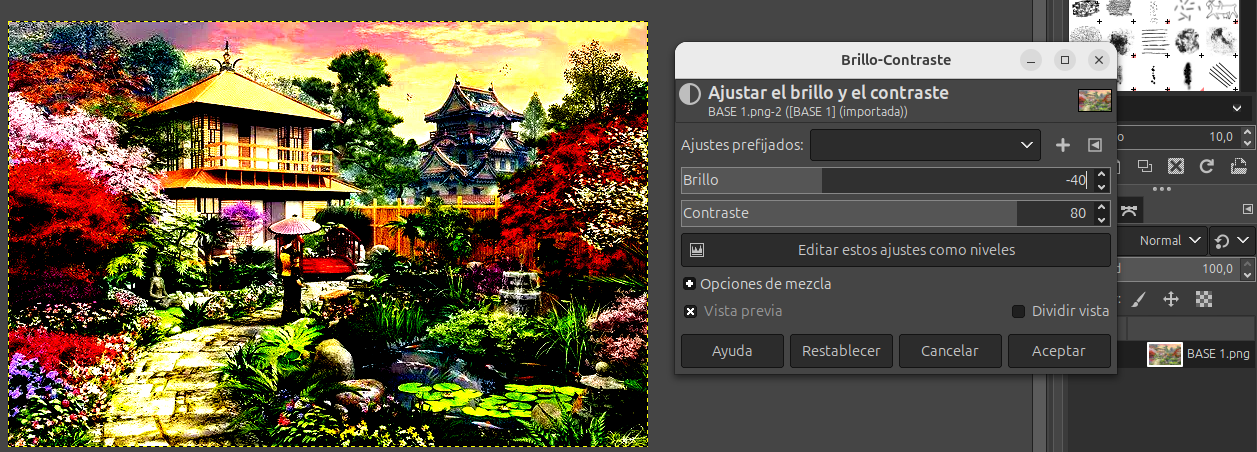 Brillo-Contraste
Ajustar el brillo y el contraste
BASE 1.png-2 ([BASE 1] (importada))
Ajustes prefijados:
Brillo -40
Contraste 80
Editar estos ajustes como niveles
Opciones de mezcla
Vista previa Dividir vista
Ayuda Restablecer Cancelar Aceptar
10,0
Normal
100,0
BASE 1.png